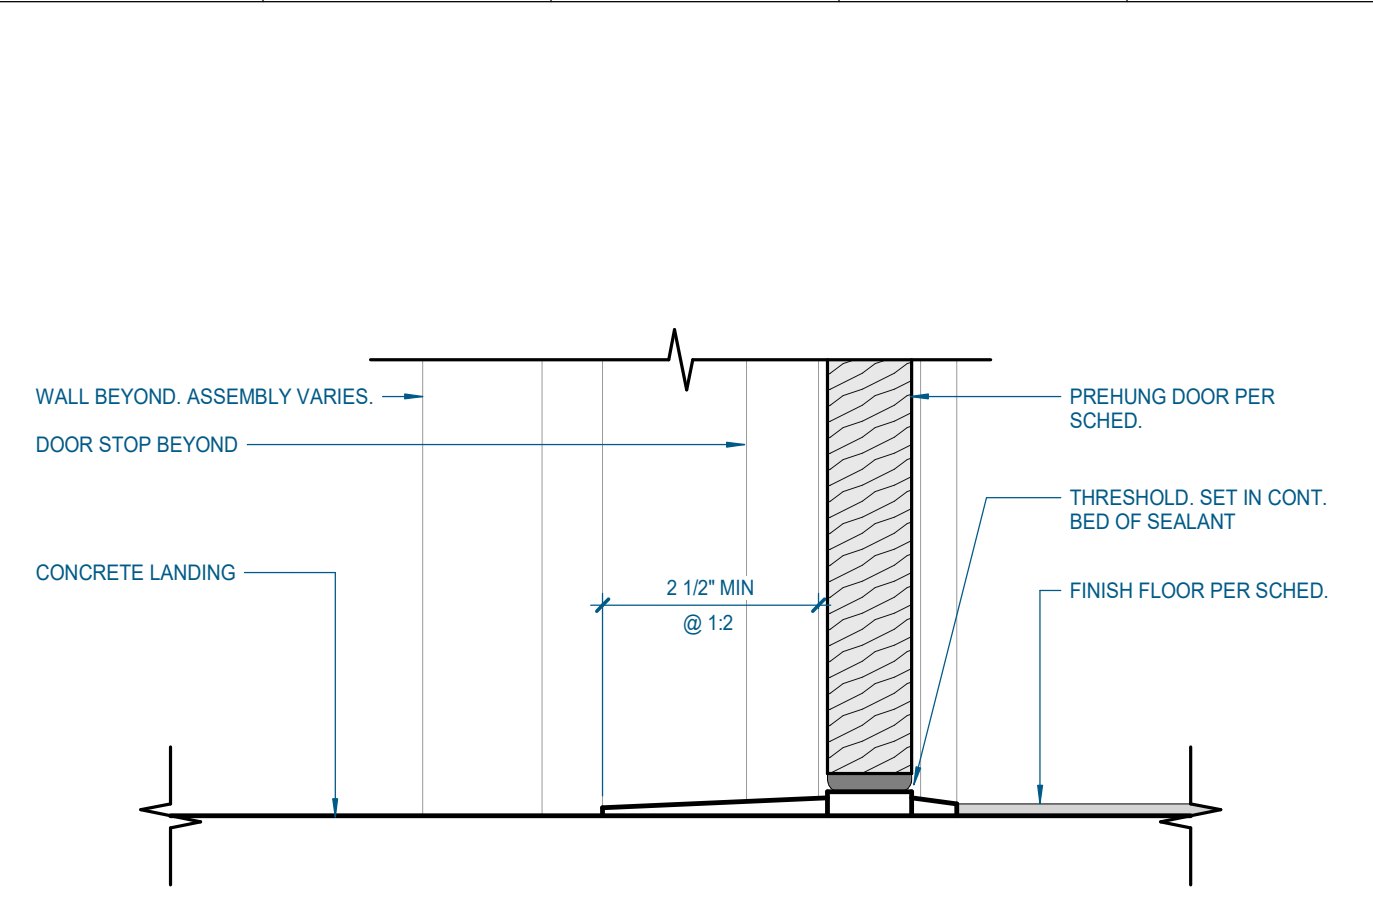 WALL BEYOND. ASSEMBLY VARIES.
DOOR STOP BEYOND
CONCRETE LANDING
2 1/2" MIN
@ 1:2
PREHUNG DOOR PER
SCHED.
THRESHOLD. SET IN CONT.
BED OF SEALANT
FINISH FLOOR PER SCHED.